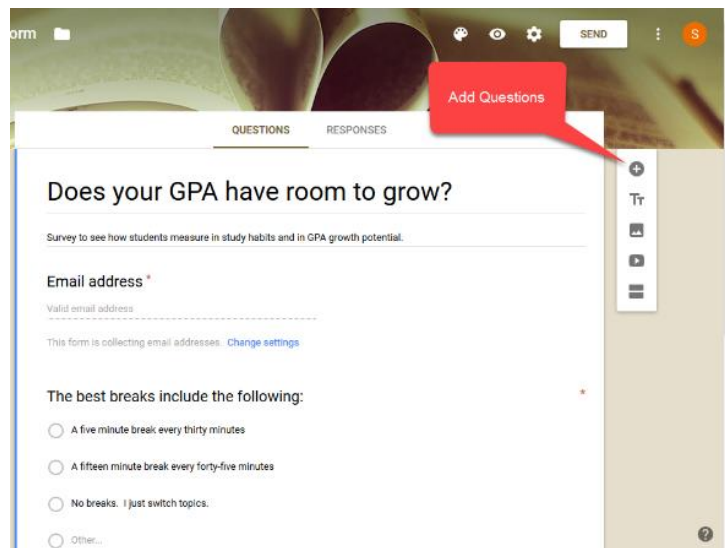 orm
SEND
S
Add Questions
QUESTIONS RESPONSES
Does your GPA have room to grow?
Tт
Survey to see how students measure in study habits and in GPA growth potential.
Email address *
Valid email address
This form is collecting email addresses. Change settings
The best breaks include the following: *
A five minute break every thirty minutes
A fifteen minute break every forty-five minutes
No breaks. I just switch topics.
Other...